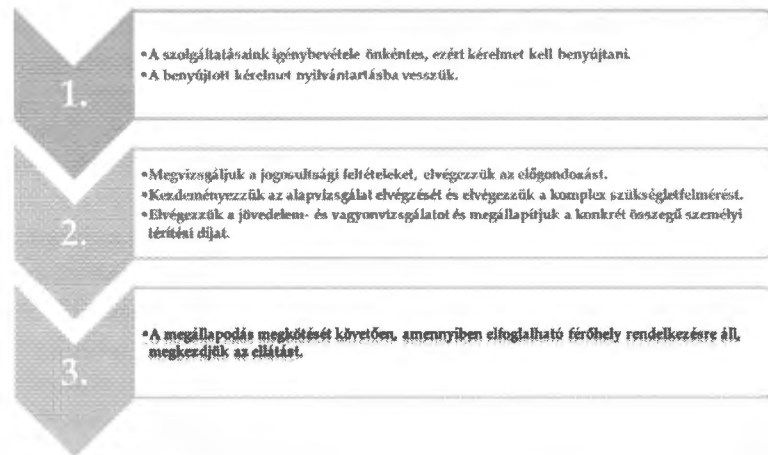 1.
•A szolgáltatásaink igénybevétele önkéntes, ezért kérelmet kell benyújtani.
•A benyújtott kérelmet nyilvántartásba vesszük.
2.
•Megvizsgáljuk a jogosultsági feltételeket, elvégezzük az előgondozást.
•Kezdeményezzük az alapvizsgálat elvégzését és elvégezzük a komplex szükségletfelmérést.
•Elvégezzük a jövedelem- és vagyonvizsgálatot és megállapítjuk a konkrét összegű személyi
térítési díjat.
3.
•A megállapodás megkötését követően, amennyiben elfoglalható férőhely rendelkezésre áll,
megkezdjük az ellátást.